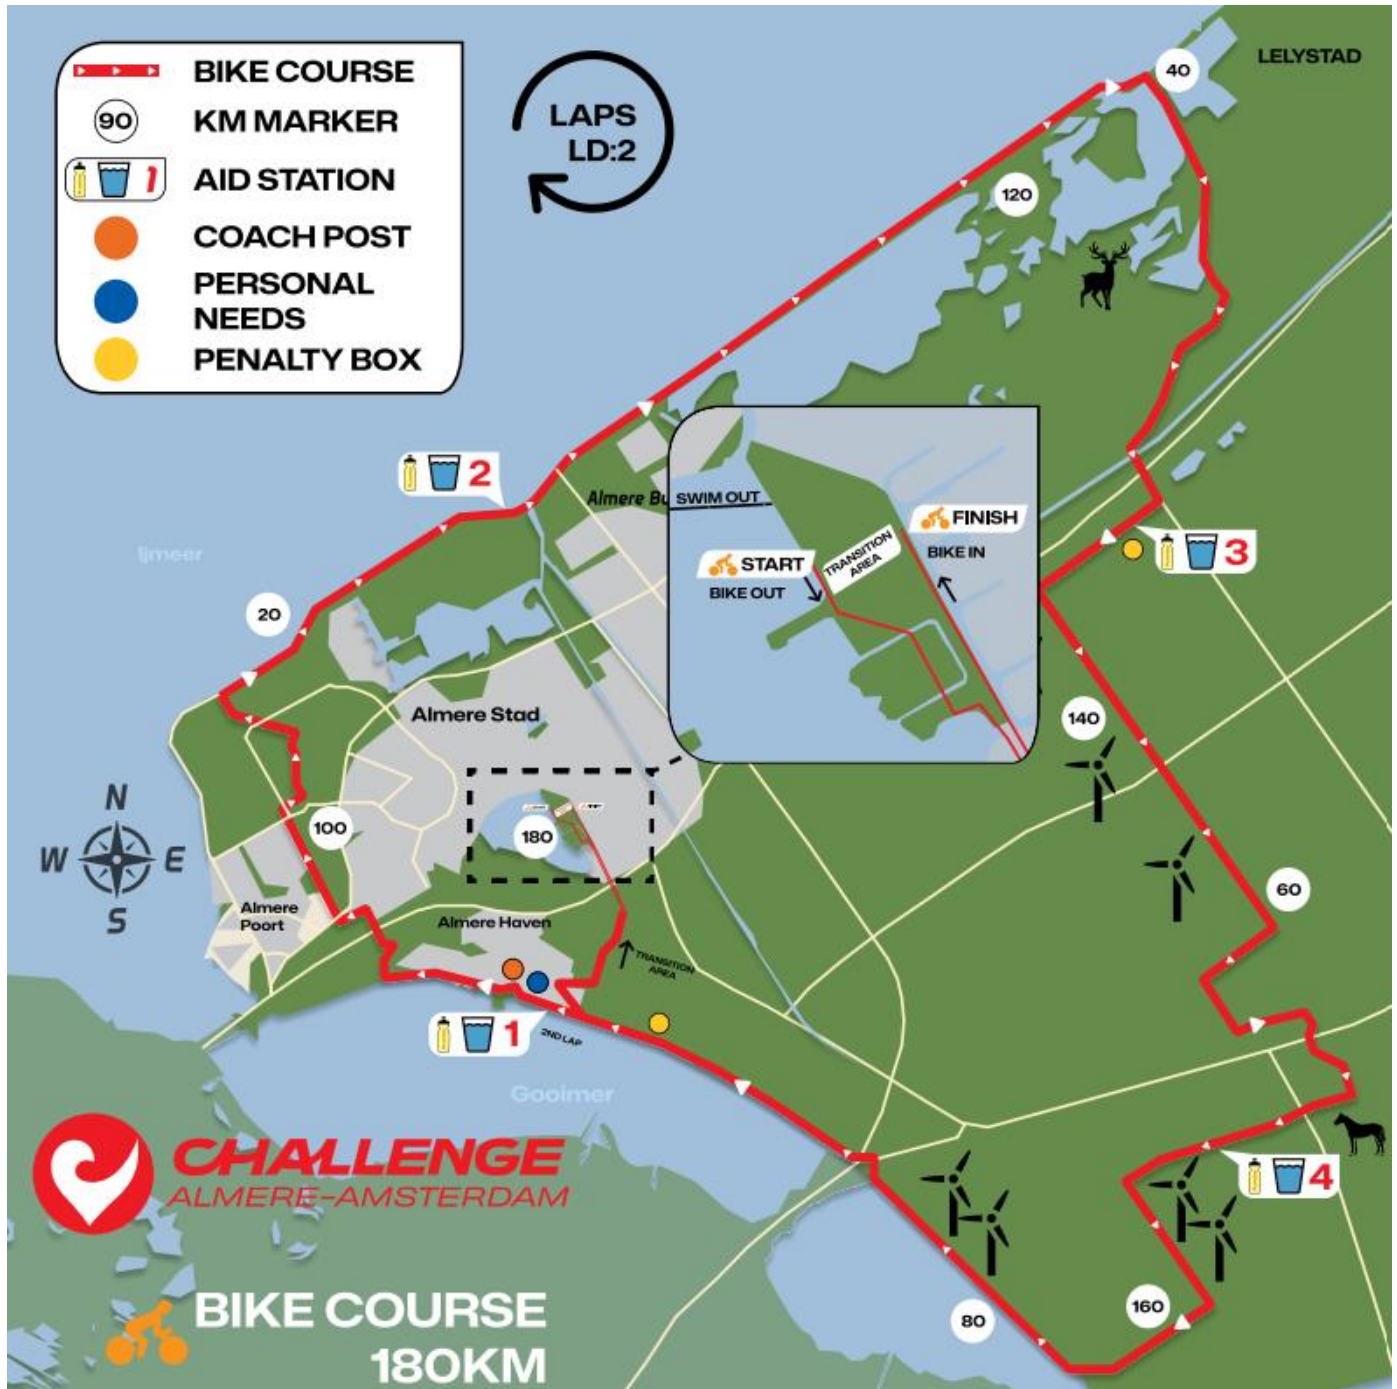 BIKE COURSE
90
KM MARKER
1
AID STATION
COACH POST
PERSONAL
NEEDS
PENALTY BOX
LAPS
LD:2
40
LELYSTAD
120
2
Almere Bu
SWIM OUT
FINISH
START
TRANSITION
AREA
BIKE IN
BIKE OUT
3
Ijmeer
20
Almere Stad
140
N
W
E
S
100
180
60
Almere
Poort
Almere Haven
TRANSITION
AREA
1
2ND LAP
Gooimer
CHALLENGE
ALMERE-AMSTERDAM
4
BIKE COURSE
180KM
80
160